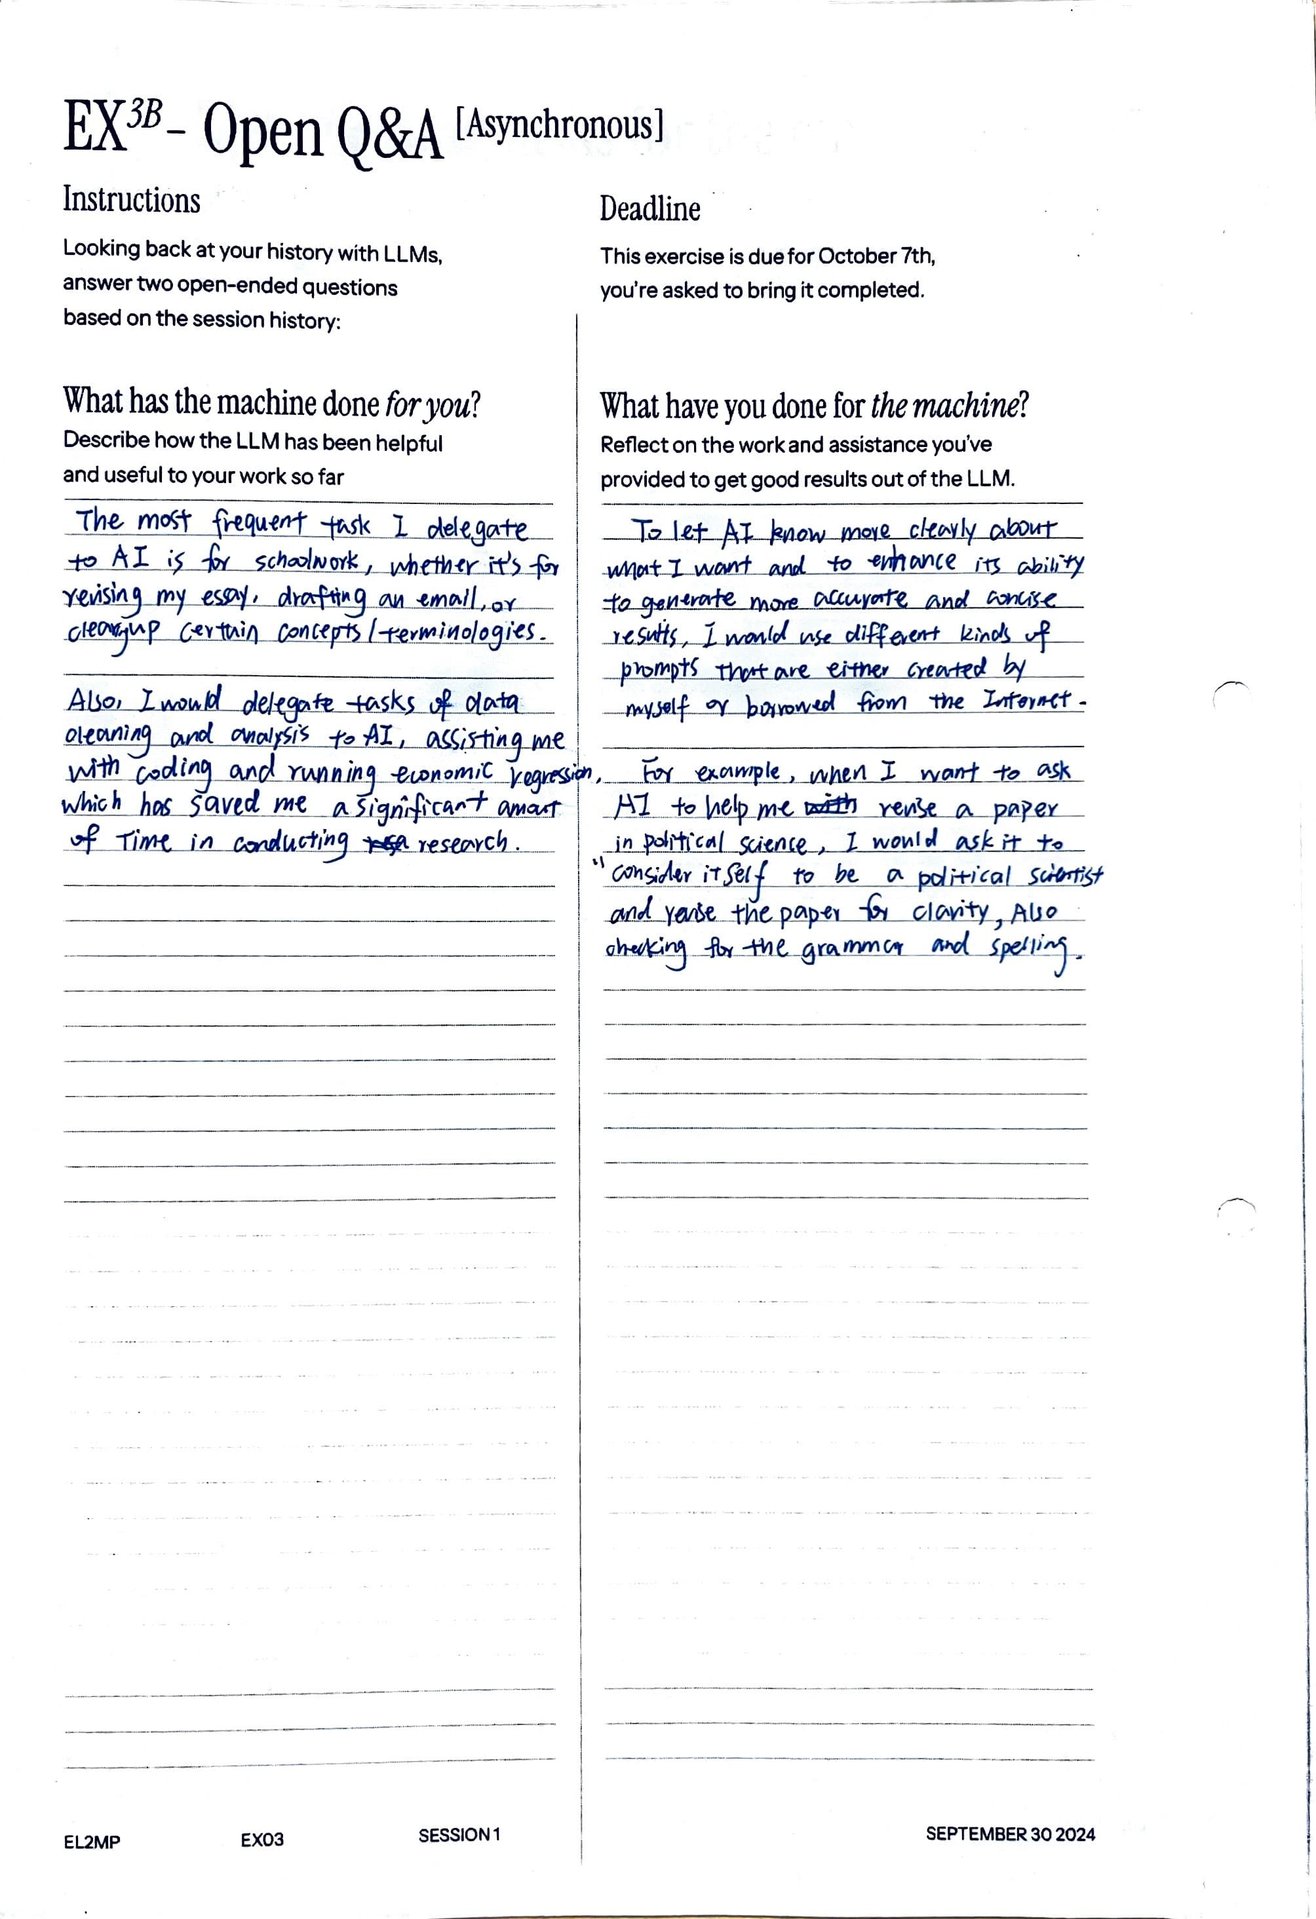 EX3B – Open Q&A [Asynchronous]
Instructions
Looking back at your history with LLMs,
answer two open-ended questions
based on the session history:
Deadline
This exercise is due for October 7th,
you're asked to bring it completed.
What has the machine done for you?
Describe how the LLM has been helpful
and useful to your work so far
The most frequent task I delegate
to AI is for schoolwork, whether it's for
revising my essay, drafting an email, or
clearing up certain concepts/terminologies.
Also, I would delegate tasks of data
cleaning and analysis to AI, assisting me
with coding and running economic regression,
which has saved me a significant amount
of Time in conducting research.
What have you done for the machine?
Reflect on the work and assistance you've
provided to get good results out of the LLM.
To let AI know more clearly about
what I want and to enhance its ability
to generate more accurate and concise
results, I would use different kinds of
prompts that are either created by
myself or borrowed from the Internet.
For example, when I want to ask
AI to help me with revise a paper
in political science, I would ask it to
"consider itself to be a political scientist
and revise the paper for clarity, Also
checking for the grammar and spelling.
EL2MP
EX03
SESSION 1
SEPTEMBER 30 2024